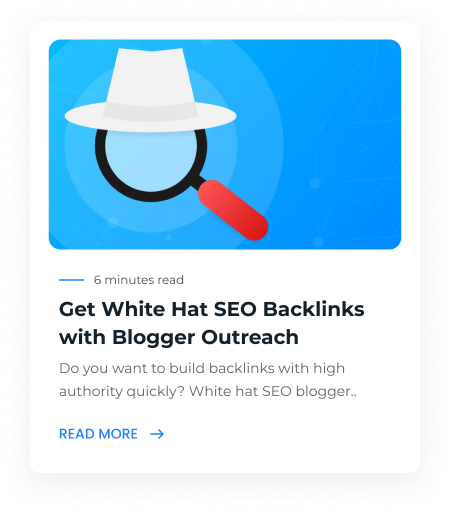 6 minutes read
Get White Hat SEO Backlinks
with Blogger Outreach
Do you want to build backlinks with high
authority quickly? White hat SEO blogger..
READ MORE →